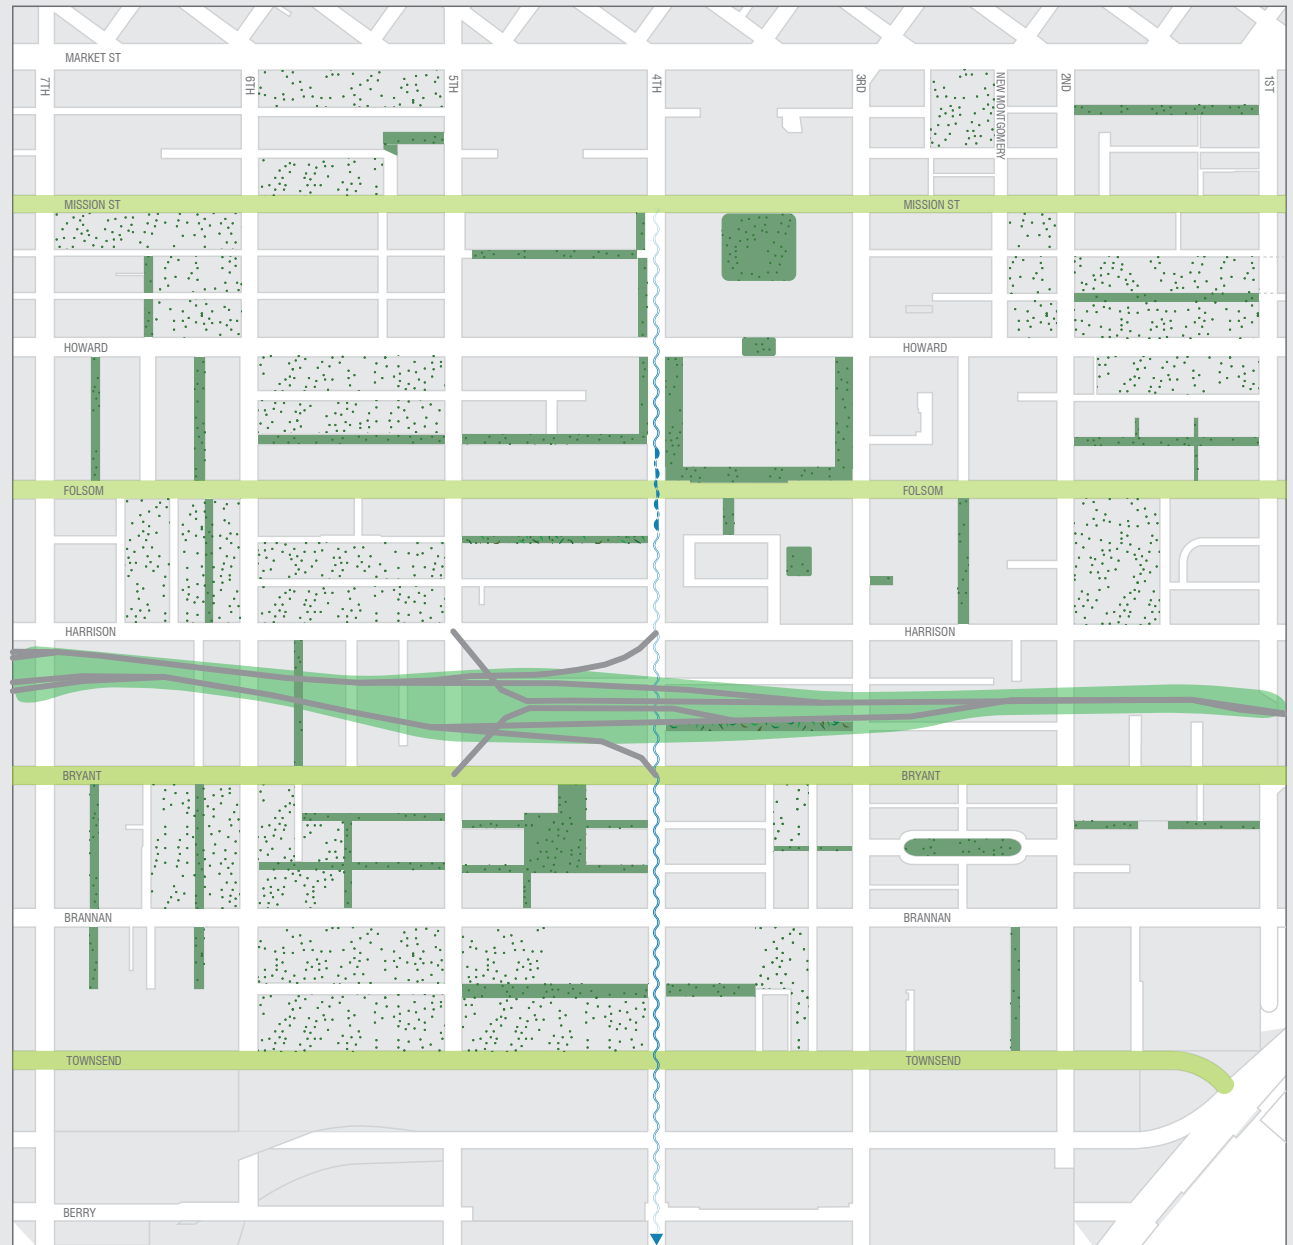 MARKET ST
7TH
6TH
5TH
4TH
3RD
NEW MONTGOMERY
2ND
1ST
MISSION ST
MISSION ST
HOWARD
HOWARD
FOLSOM
FOLSOM
HARRISON
HARRISON
BRYANT
BRYANT
BRANNAN
BRANNAN
TOWNSEND
TOWNSEND
BERRY